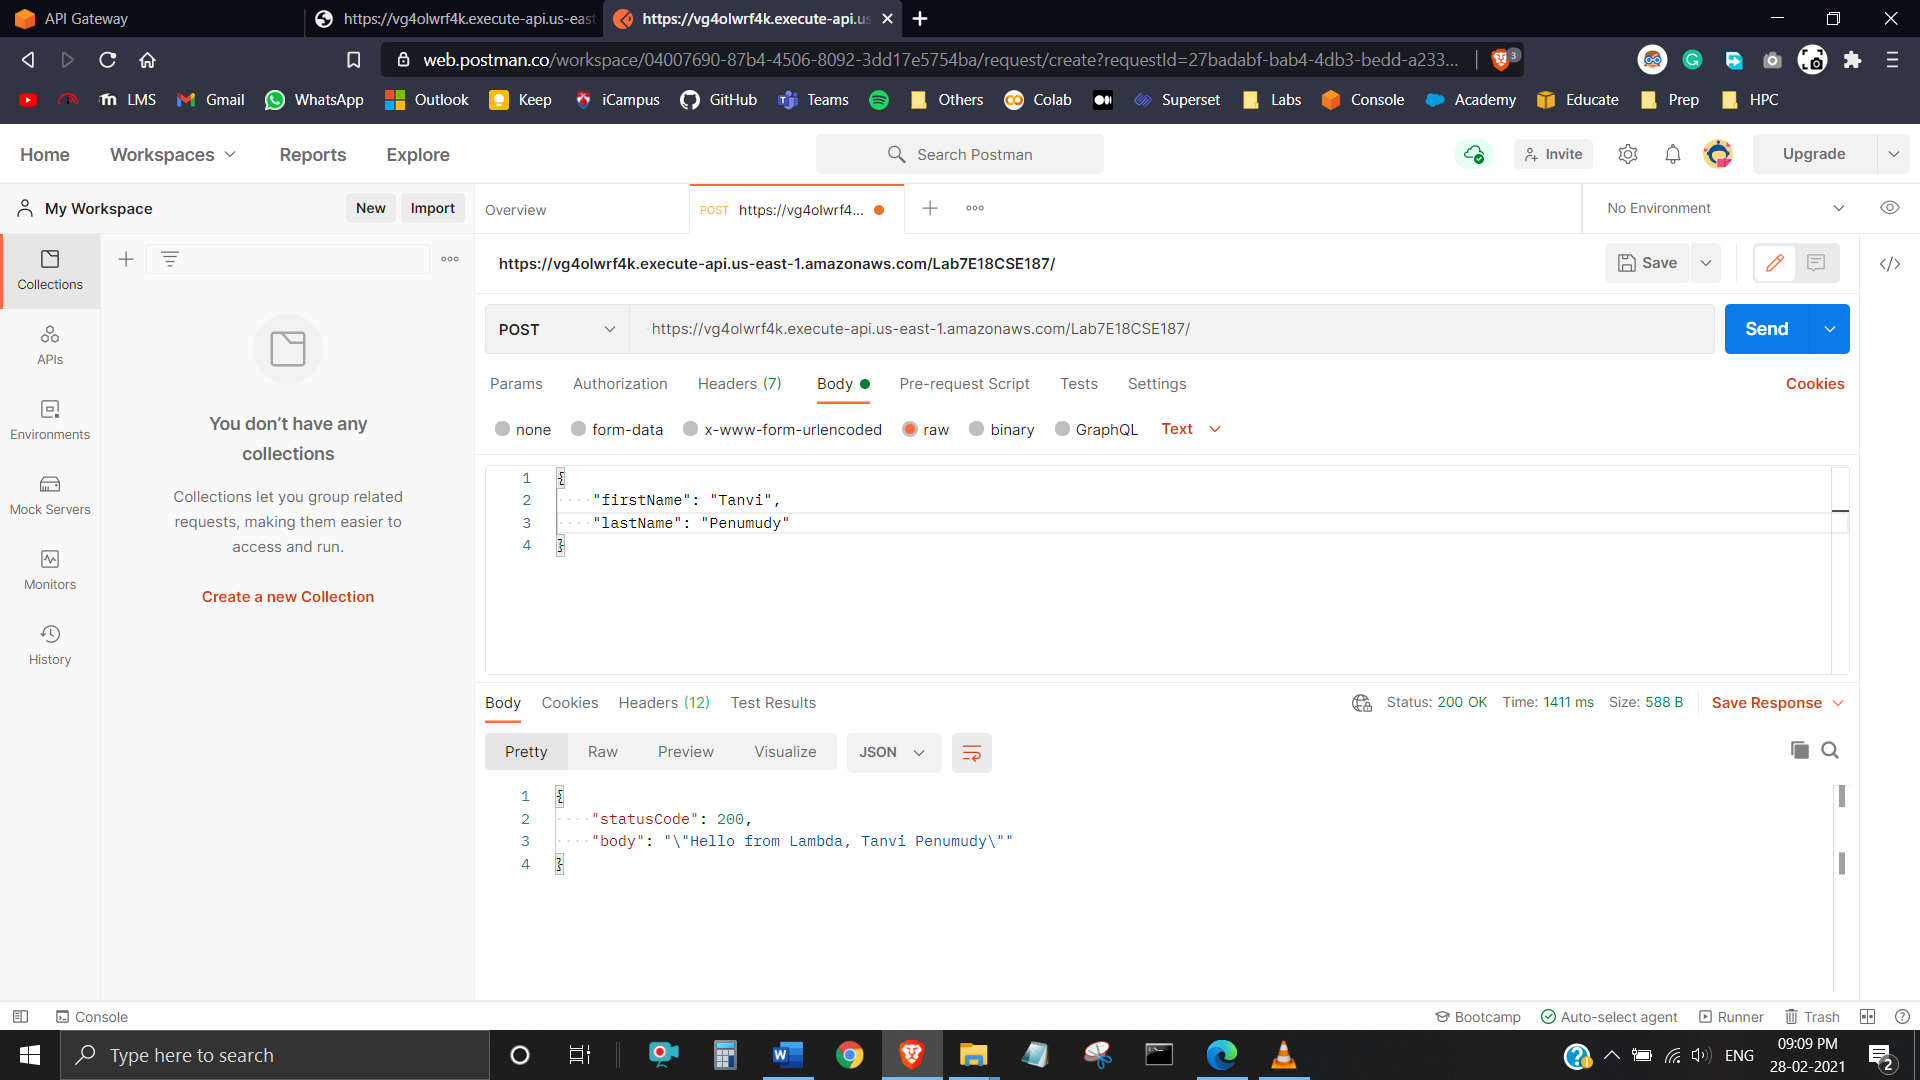 API Gateway
https://vg4olwrf4k.execute-api.us-east
https://vg4olwrf4k.execute-api.us
web.postman.co/workspace/04007690-87b4-4506-8092-3dd17e5754ba/request/create?requestId=27badabf-bab4-4db3-bedd-a233...
3
LMS Gmail WhatsApp Outlook Keep iCampus GitHub Teams Others Colab Superset Labs Console Academy Educate Prep HPC
Home Workspaces Reports Explore
Search Postman
Invite
Upgrade
My Workspace
New Import
Overview
POST https://vg4olwrf4...
No Environment
Collections
APIs
Environments
Mock Servers
Monitors
History
You don’t have any
collections
Collections let you group related
requests, making them easier to
access and run.
Create a new Collection
https://vg4olwrf4k.execute-api.us-east-1.amazonaws.com/Lab7E18CSE187/
Save
POST
https://vg4olwrf4k.execute-api.us-east-1.amazonaws.com/Lab7E18CSE187/
Send
Params Authorization Headers (7) Body Pre-request Script Tests Settings
Cookies
none form-data x-www-form-urlencoded raw binary GraphQL Text
1 {
2 "firstName": "Tanvi",
3 "lastName": "Penumudy"
4 }
Body Cookies Headers (12) Test Results
Status: 200 OK Time: 1411 ms Size: 588 B Save Response
Pretty Raw Preview Visualize JSON
1 {
2 "statusCode": 200,
3 "body": "\"Hello from Lambda, Tanvi Penumudy\""
4 }
Console
Bootcamp Auto-select agent Runner Trash
Type here to search
ENG
09:09 PM
28-02-2021
2